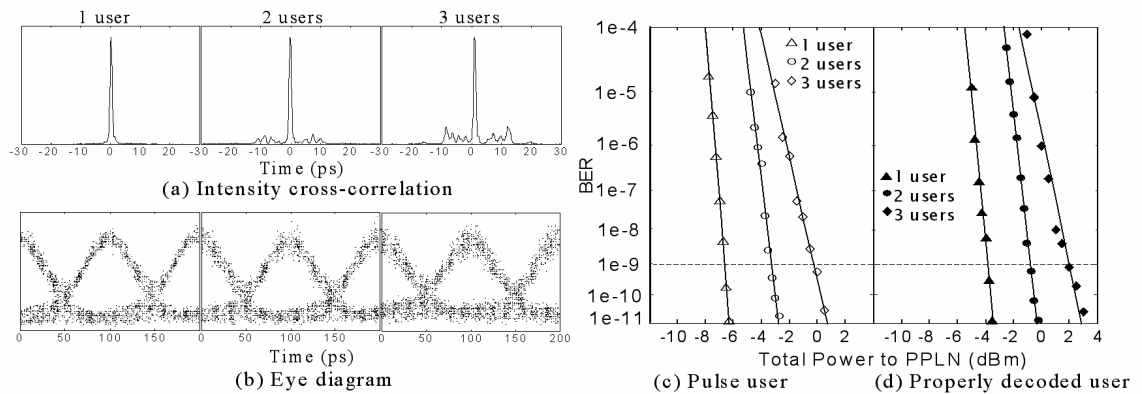 1 user 2 users 3 users
-30 -20 -10 0 10 20 -30 -20 -10 0 10 20 -30 -20 -10 0 10 20 30
Time (ps)
(a) Intensity cross-correlation
0 50 100 150 0 50 100 150 0 50 100 150 200
Time (ps)
(b) Eye diagram
BER
1e-4
1e-5
1e-6
1e-7
1e-8
1e-9
1e-10
1e-11
1 user
2 users
3 users
1 user
2 users
3 users
-10 -8 -6 -4 -2 0 2 -10 -8 -6 -4 -2 0 2 4
Total Power to PPLN (dBm)
(c) Pulse user (d) Properly decoded user